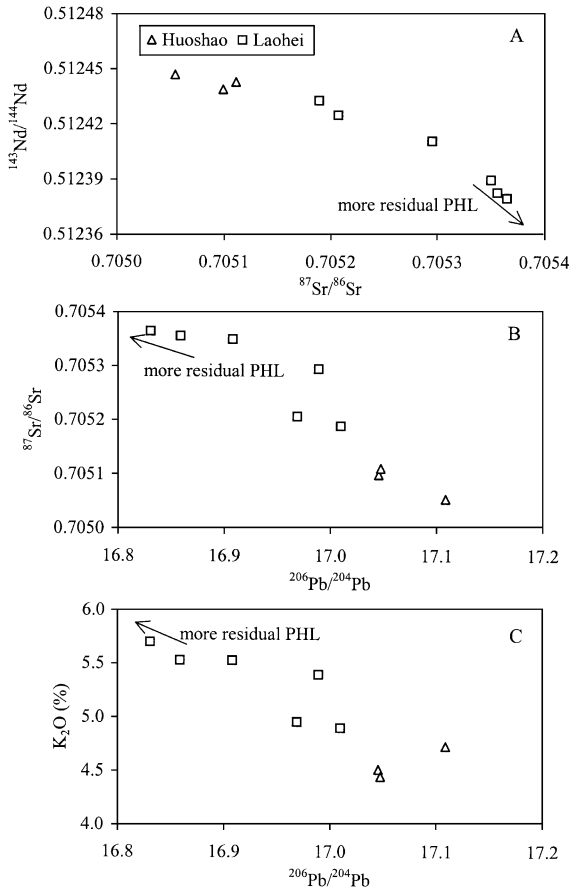 0.51248
Huoshao Laohei
A
0.51245
0.51242
0.51239
0.51236
¹⁴³Nd/¹⁴⁴Nd
more residual PHL
0.7050 0.7051 0.7052 0.7053 0.7054
⁸⁷Sr/⁸⁶Sr
0.7054
B
0.7053
more residual PHL
0.7052
0.7051
0.7050
⁸⁷Sr/⁸⁶Sr
16.8 16.9 17.0 17.1 17.2
²⁰⁶Pb/²⁰⁴Pb
6.0
more residual PHL
C
5.5
5.0
4.5
4.0
K₂O (%)
16.8 16.9 17.0 17.1 17.2
²⁰⁶Pb/²⁰⁴Pb